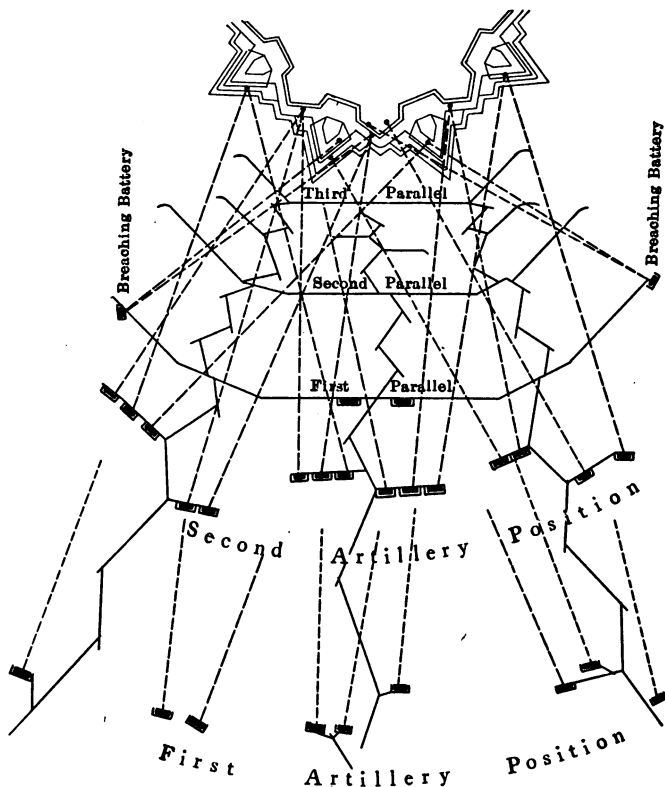 Breaching Battery
Breaching Battery
Third Parallel
Second Parallel
First Parallel
Second Artillery Position
First Artillery Position